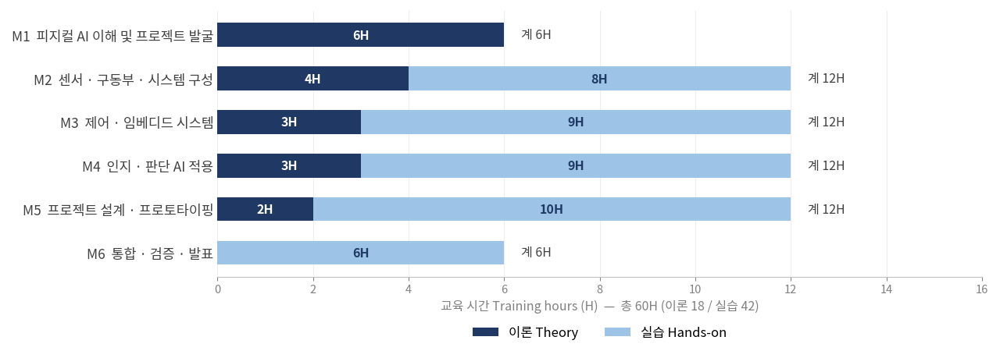 M1 피지컬 AI 이해 및 프로젝트 발굴 6H 계 6H
M2 센서 · 구동부 · 시스템 구성 4H 8H 계 12H
M3 제어 · 임베디드 시스템 3H 9H 계 12H
M4 인지 · 판단 AI 적용 3H 9H 계 12H
M5 프로젝트 설계 · 프로토타이핑 2H 10H 계 12H
M6 통합 · 검증 · 발표 6H 계 6H
0 2 4 6 8 10 12 14 16
교육 시간 Training hours (H) — 총 60H (이론 18 / 실습 42)
이론 Theory 실습 Hands-on